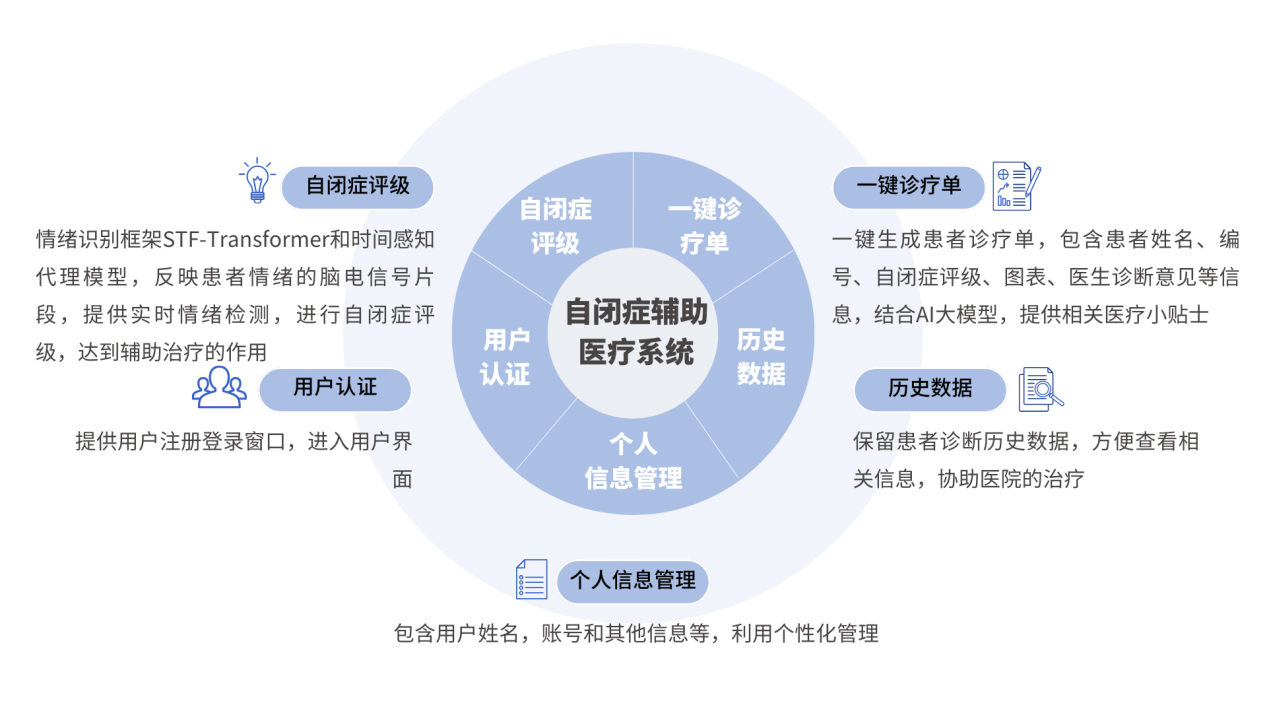 自闭症评级
情绪识别框架STF-Transformer和时间感知
代理模型，反映患者情绪的脑电信号片
段，提供实时情绪检测，进行自闭症评
级，达到辅助治疗的作用
用户认证
提供用户注册登录窗口，进入用户界
面
自闭症
评级
一键诊
疗单
用户
认证
自闭症辅助
医疗系统
历史
数据
个人
信息管理
一键诊疗单
一键生成患者诊疗单，包含患者姓名、编
号、自闭症评级、图表、医生诊断意见等信
息，结合AI大模型，提供相关医疗小贴士
历史数据
保留患者诊断历史数据，方便查看相
关信息，协助医院的治疗
个人信息管理
包含用户姓名，账号和其他信息等，利用个性化管理